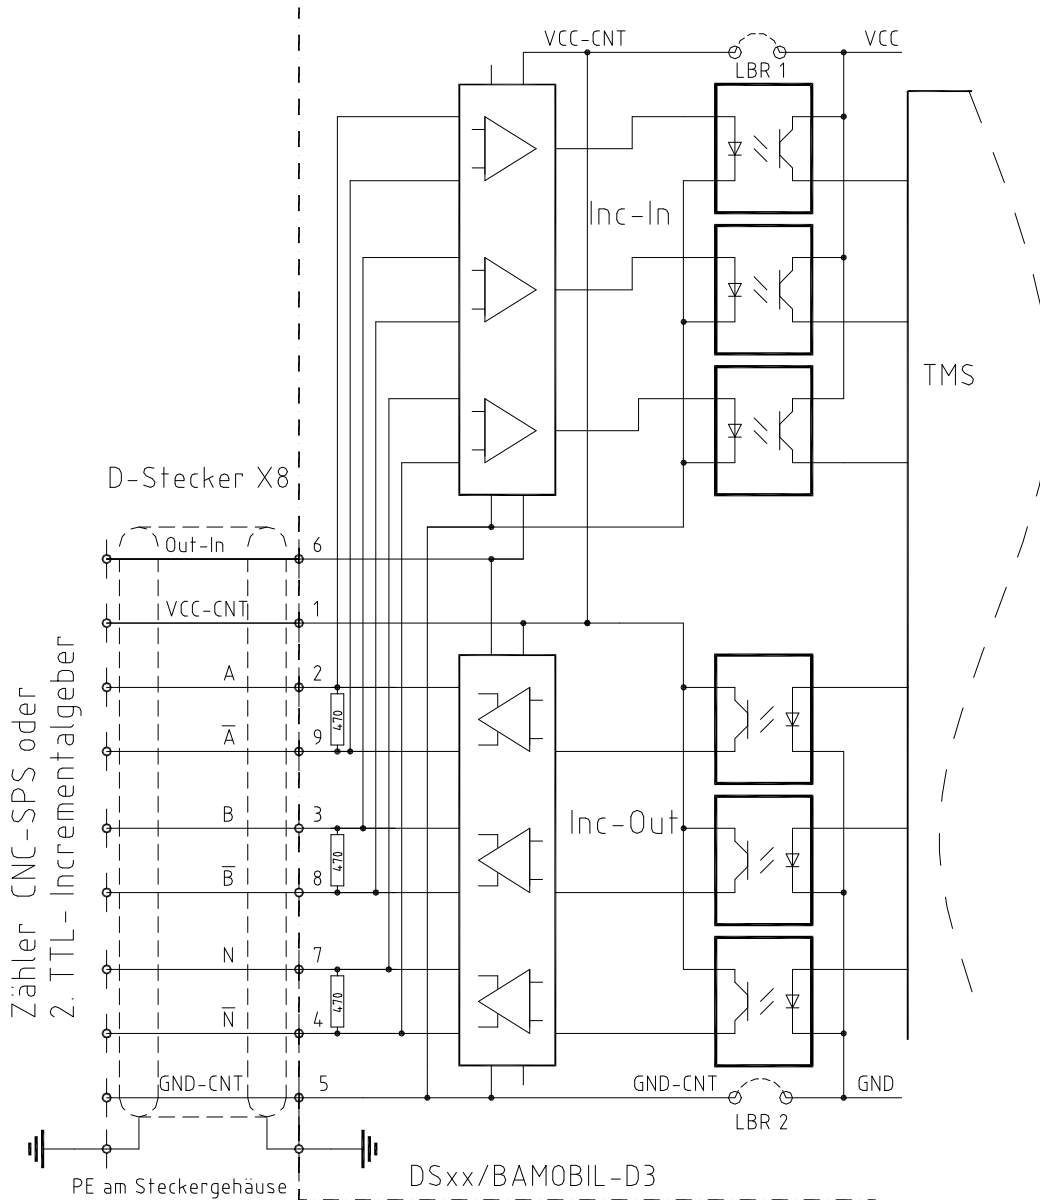 VCC-CNT
VCC
LBR 1
Inc-In
TMS
D-Stecker X8
Out-In 6
VCC-CNT 1
A 2
470
A̅ 9
B 3
470
B̅ 8
Inc-Out
N 7
470
N̅ 4
GND-CNT 5
GND-CNT
GND
LBR 2
Zähler CNC-SPS oder
2. TTL- Incrementalgeber
PE am Steckergehäuse
DSxx/BAMOBIL-D3